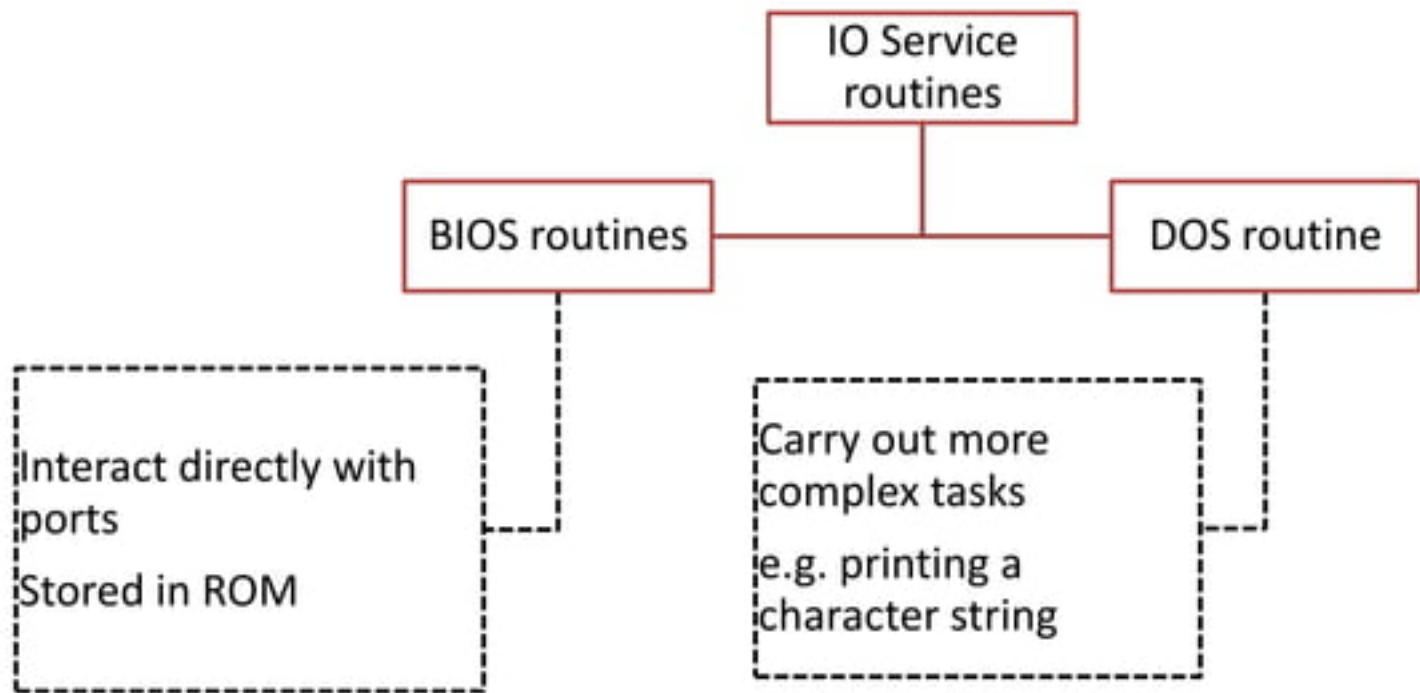 IO Service
routines
BIOS routines
DOS routine
Interact directly with
ports
Stored in ROM
Carry out more
complex tasks
e.g. printing a
character string